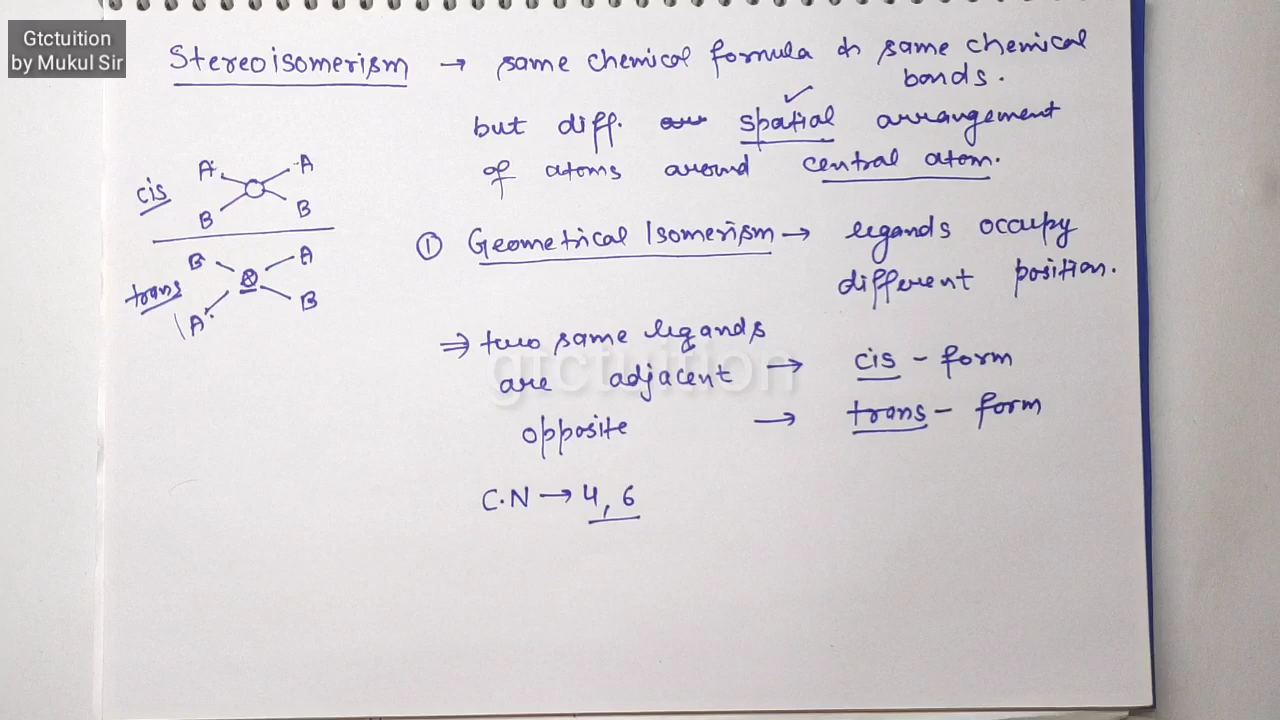 Gtctuition
by Mukul Sir
Stereoisomerism → same chemical formula & same chemical
bonds.
but diff. spatial arrangement
of atoms around central atom.
cis
A A
B B
trans
B A
A B
① Geometrical Isomerism → ligands occupy
different position.
⇒ two same ligands
are adjacent → cis - form
opposite → trans - form
gtctuition
C.N → 4, 6